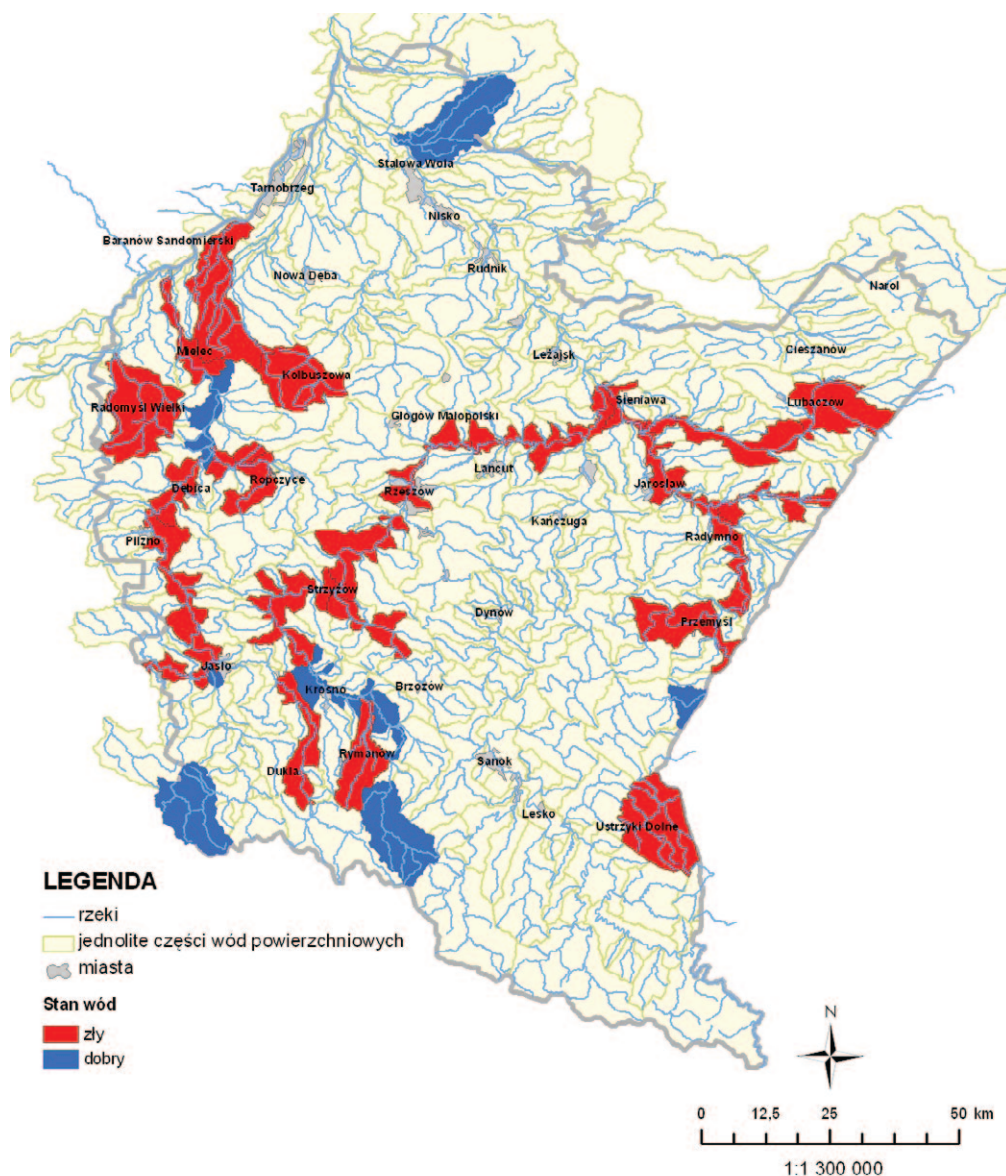 Stalowa Wola
Tarnobrzeg
Nisko
Baranów Sandomierski
Rudnik
Nowa Dęba
Narol
Mielec
Leżajsk
Cieszanów
Kolbuszowa
Radomyśl Wielki
Sieniawa
Lubaczów
Głogów Małopolski
Łańcut
Ropczyce
Dębica
Rzeszów
Jarosław
Pilzno
Kańczuga
Radymno
Strzyżów
Dynów
Przemyśl
Jasło
Krosno
Brzozów
Rymanów
Dukla
Sanok
Lesko
Ustrzyki Dolne
LEGENDA
rzeki
jednolite części wód powierzchniowych
miasta
Stan wód
zły
dobry
N
0 12,5 25 50 km
1:1 300 000